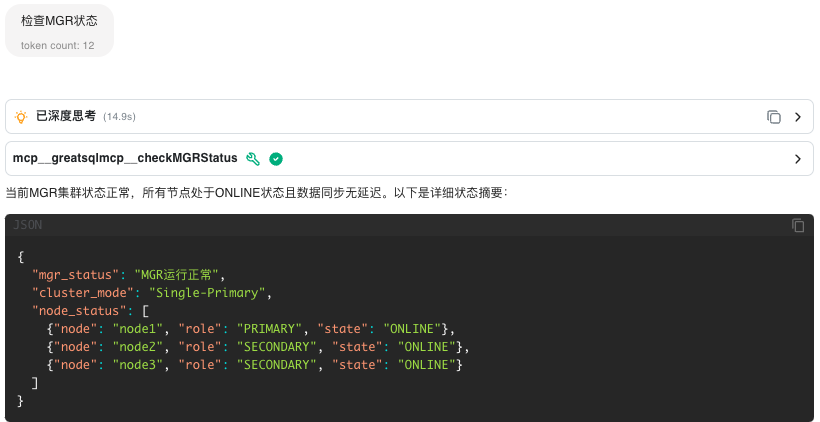 检查MGR状态
token count: 12
已深度思考 (14.9s)
mcp__greatsqlmcp__checkMGRStatus
当前MGR集群状态正常，所有节点处于ONLINE状态且数据同步无延迟。以下是详细状态摘要：
JSON
{
  "mgr_status": "MGR运行正常",
  "cluster_mode": "Single-Primary",
  "node_status": [
    {"node": "node1", "role": "PRIMARY", "state": "ONLINE"},
    {"node": "node2", "role": "SECONDARY", "state": "ONLINE"},
    {"node": "node3", "role": "SECONDARY", "state": "ONLINE"}
  ]
}